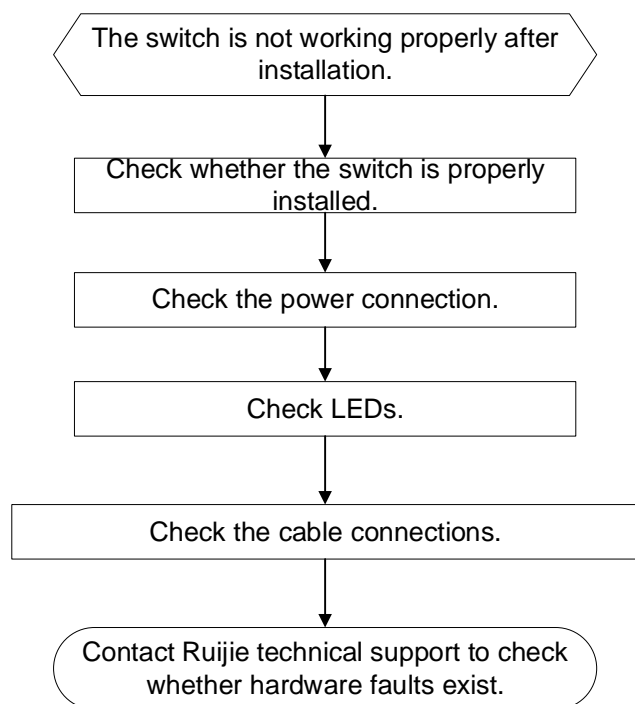 The switch is not working properly after
installation.
Check whether the switch is properly
installed.
Check the power connection.
Check LEDs.
Check the cable connections.
Contact Ruijie technical support to check
whether hardware faults exist.